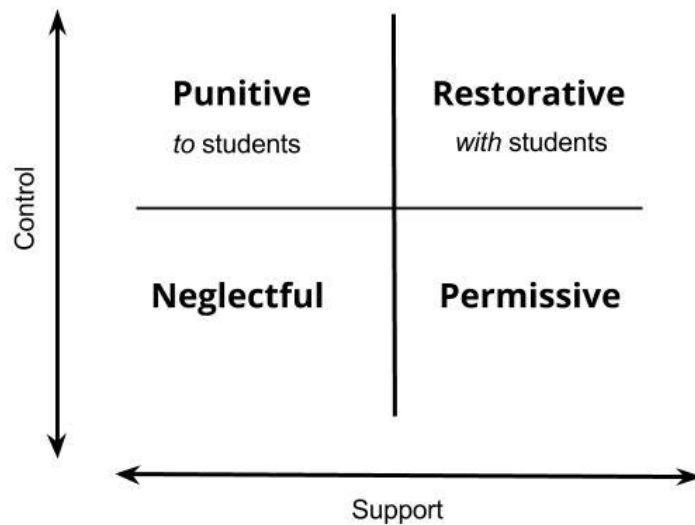 Punitive
to students
Restorative
with students
Control
Neglectful
Permissive
Support